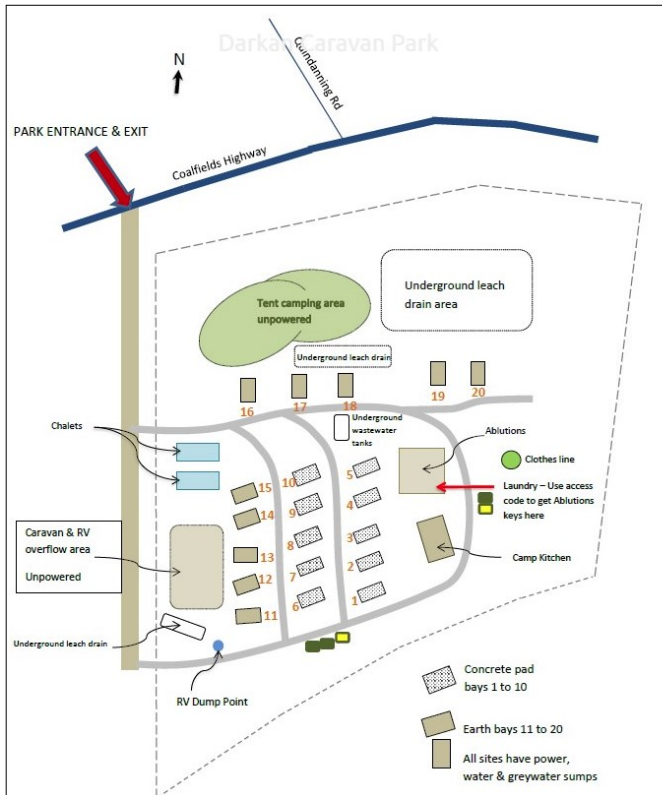 Darkan Caravan Park
N
Quindanning Rd
PARK ENTRANCE & EXIT
Coalfields Highway
Underground leach
drain area
Tent camping area
unpowered
Underground leach drain
16
17
18
19
20
Underground
wastewater
tanks
Chalets
Ablutions
Clothes line
Laundry – Use access
code to get Ablutions
keys here
Camp Kitchen
15
14
13
12
11
10
9
8
7
6
5
4
3
2
1
Caravan & RV
overflow area
Unpowered
Underground leach drain
RV Dump Point
Concrete pad
bays 1 to 10
Earth bays 11 to 20
All sites have power,
water & greywater sumps